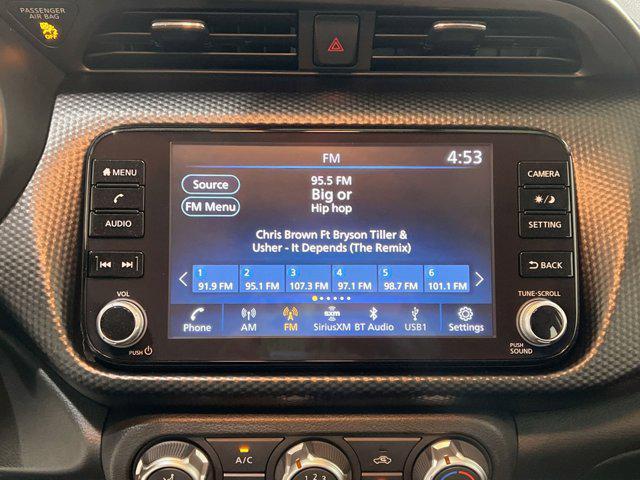 PASSENGER
AIR BAG
OFF
MENU
AUDIO
VOL
PUSH
FM
4:53
Source
FM Menu
95.5 FM
Big or
Hip hop
Chris Brown Ft Bryson Tiller &
Usher - It Depends (The Remix)
1 2 3 4 5 6
91.9 FM 95.1 FM 107.3 FM 97.1 FM 98.7 FM 101.1 FM
Phone AM FM SiriusXM BT Audio USB1 Settings
CAMERA
SETTING
BACK
TUNE-SCROLL
PUSH
SOUND
A/C